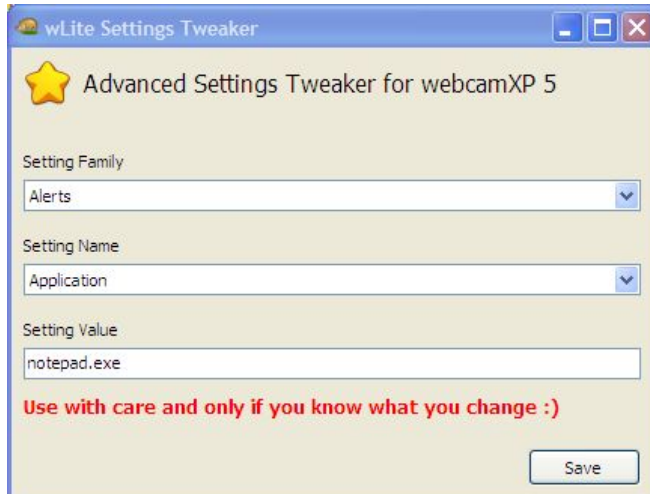 wLite Settings Tweaker
Advanced Settings Tweaker for webcamXP 5
Setting Family
Alerts
Setting Name
Application
Setting Value
notepad.exe
Use with care and only if you know what you change :)
Save